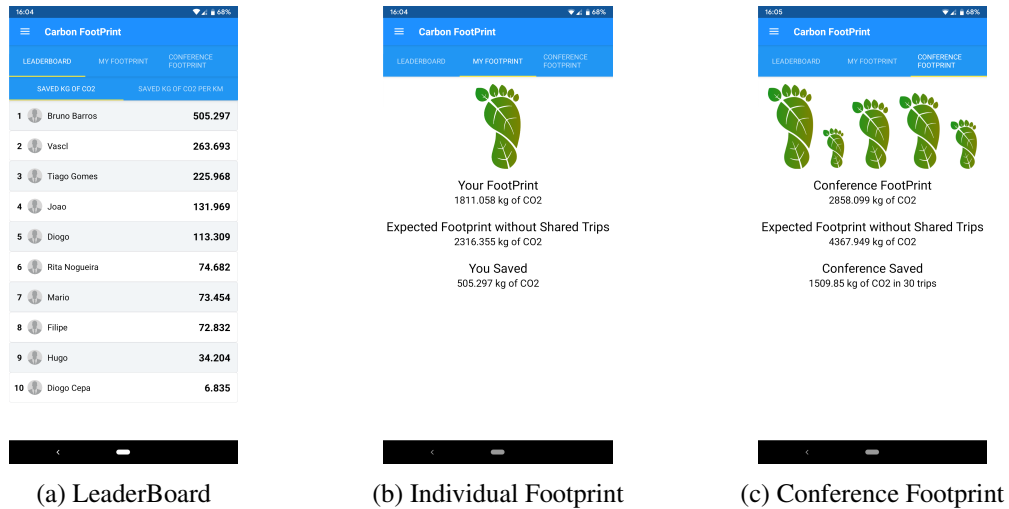 16:04
68%
Carbon FootPrint
LEADERBOARD MY FOOTPRINT CONFERENCE FOOTPRINT
SAVED KG OF CO2 SAVED KG OF CO2 PER KM
1 Bruno Barros 505.297
2 Vascl 263.693
3 Tiago Gomes 225.968
4 Joao 131.969
5 Diogo 113.309
6 Rita Nogueira 74.682
7 Mario 73.454
8 Filipe 72.832
9 Hugo 34.204
10 Diogo Cepa 6.835
(a) LeaderBoard
16:04
68%
Carbon FootPrint
LEADERBOARD MY FOOTPRINT CONFERENCE FOOTPRINT
Your FootPrint
1811.058 kg of CO2
Expected Footprint without Shared Trips
2316.355 kg of CO2
You Saved
505.297 kg of CO2
(b) Individual Footprint
16:05
68%
Carbon FootPrint
LEADERBOARD MY FOOTPRINT CONFERENCE FOOTPRINT
Conference FootPrint
2858.099 kg of CO2
Expected Footprint without Shared Trips
4367.949 kg of CO2
Conference Saved
1509.85 kg of CO2 in 30 trips
(c) Conference Footprint